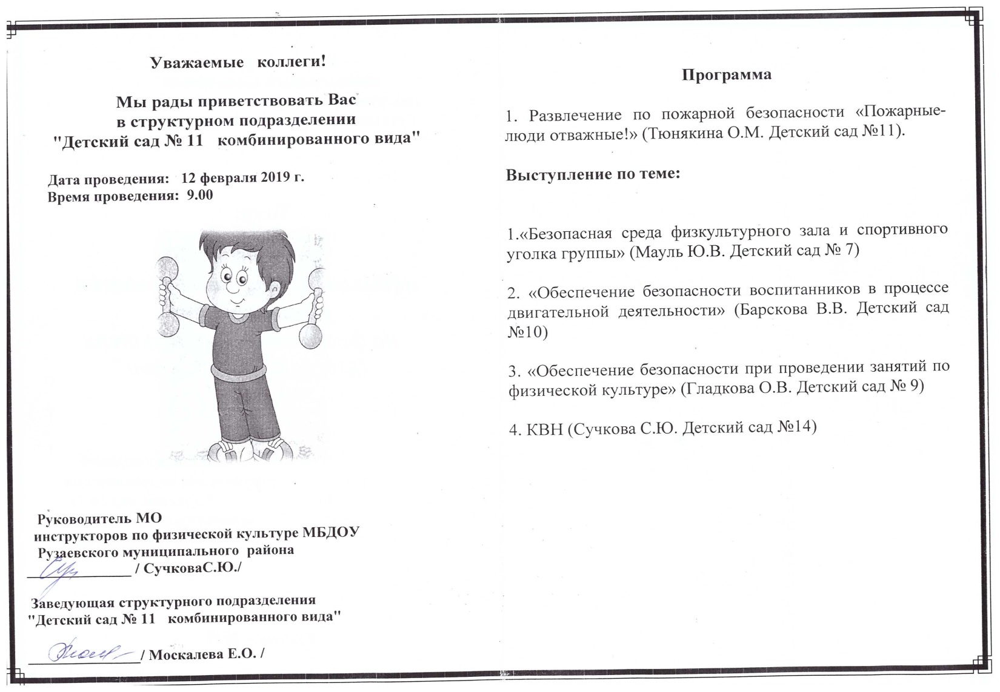 Уважаемые коллеги!
Мы рады приветствовать Вас
в структурном подразделении
"Детский сад № 11 комбинированного вида"
Дата проведения: 12 февраля 2019 г.
Время проведения: 9.00
Руководитель МО
инструкторов по физической культуре МБДОУ
Рузаевского муниципального района
/ СучковаС.Ю./
Заведующая структурного подразделения
"Детский сад № 11 комбинированного вида"
/ Москалева Е.О. /
Программа
1. Развлечение по пожарной безопасности «Пожарные-
люди отважные!» (Тюнякина О.М. Детский сад №11).
Выступление по теме:
1.«Безопасная среда физкультурного зала и спортивного
уголка группы» (Мауль Ю.В. Детский сад № 7)
2. «Обеспечение безопасности воспитанников в процессе
двигательной деятельности» (Барскова В.В. Детский сад
№10)
3. «Обеспечение безопасности при проведении занятий по
физической культуре» (Гладкова О.В. Детский сад № 9)
4. КВН (Сучкова С.Ю. Детский сад №14)